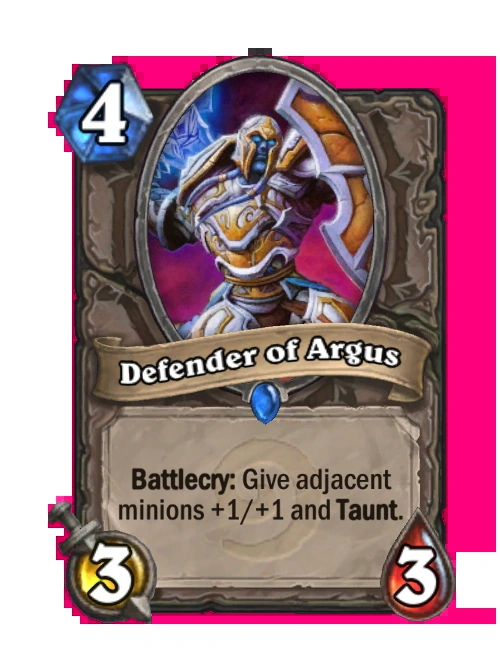 4
Defender of Argus
Battlecry: Give adjacent
minions +1/+1 and Taunt.
3
3